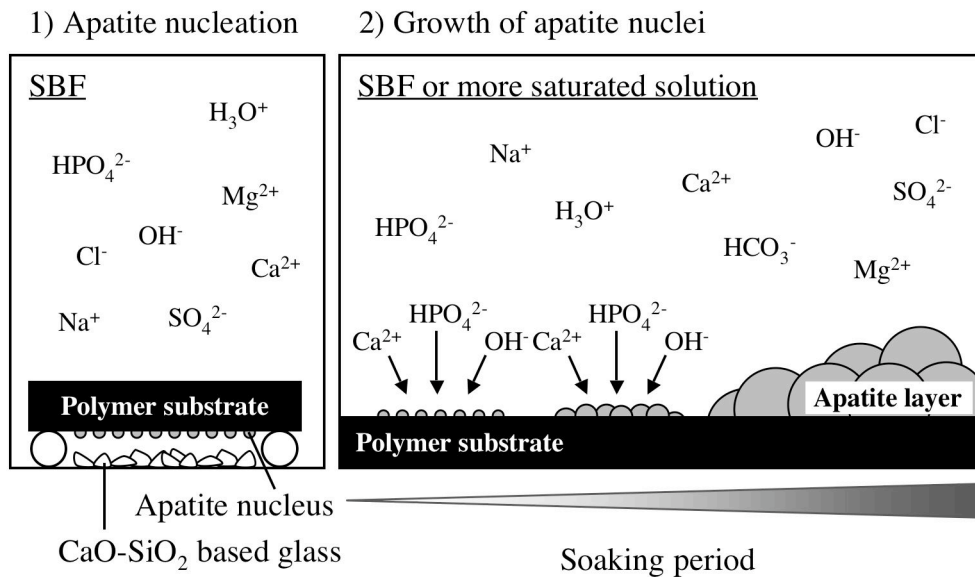 1) Apatite nucleation
SBF
H₃O⁺
HPO₄²⁻
Mg²⁺
OH⁻
Cl⁻
Ca²⁺
Na⁺
SO₄²⁻
Polymer substrate
Apatite nucleus
CaO-SiO₂ based glass
2) Growth of apatite nuclei
SBF or more saturated solution
Cl⁻
OH⁻
Na⁺
Ca²⁺
SO₄²⁻
H₃O⁺
HPO₄²⁻
HCO₃⁻
Mg²⁺
HPO₄²⁻
HPO₄²⁻
Ca²⁺
OH⁻
Ca²⁺
OH⁻
Apatite layer
Polymer substrate
Soaking period